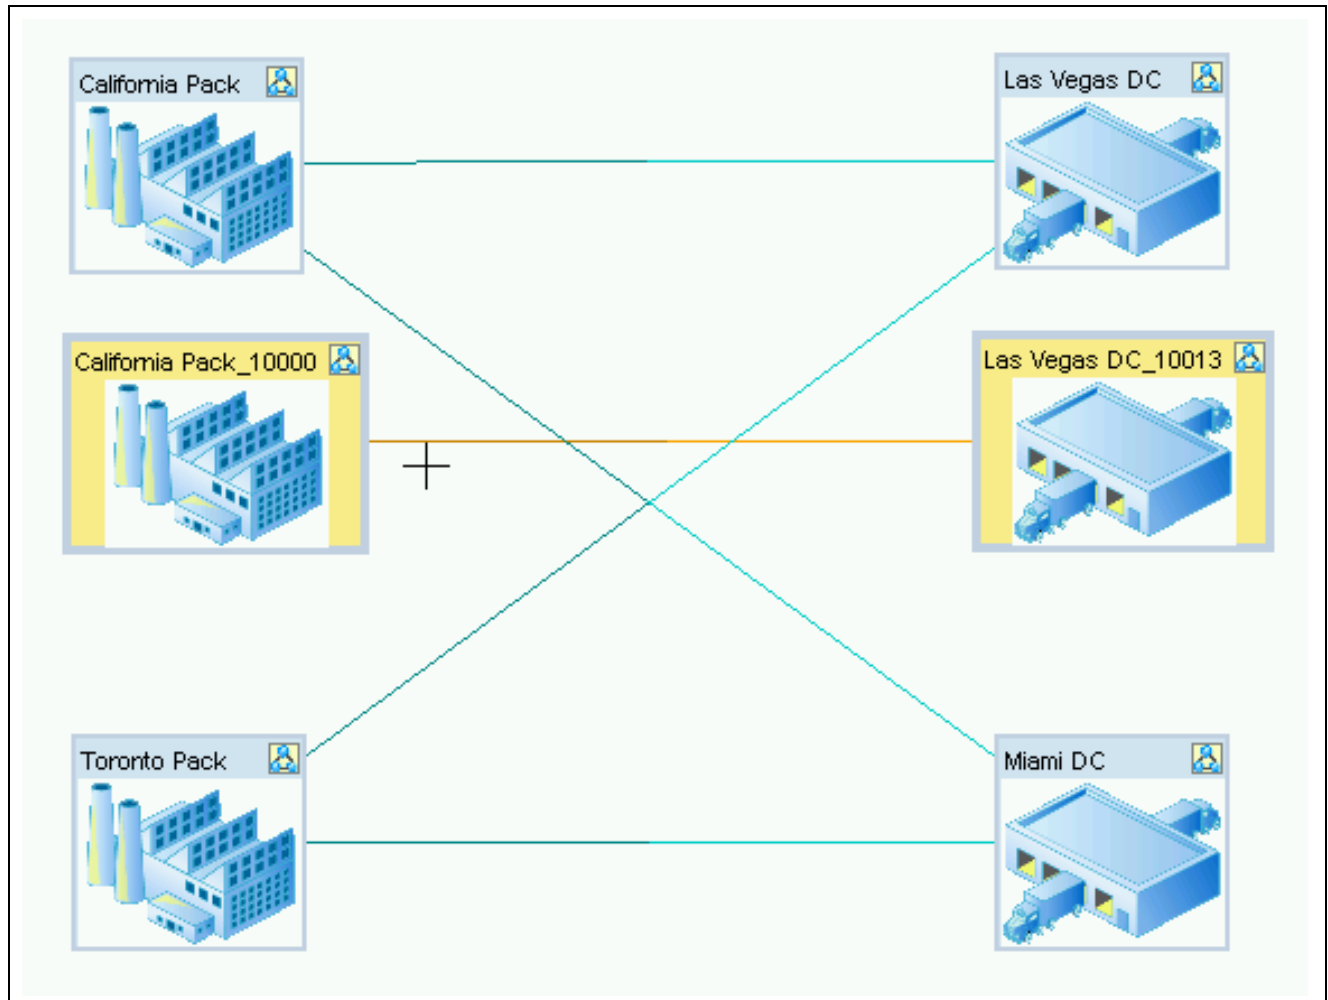 California Pack
Las Vegas DC
California Pack_10000
Las Vegas DC_10013
Toronto Pack
Miami DC